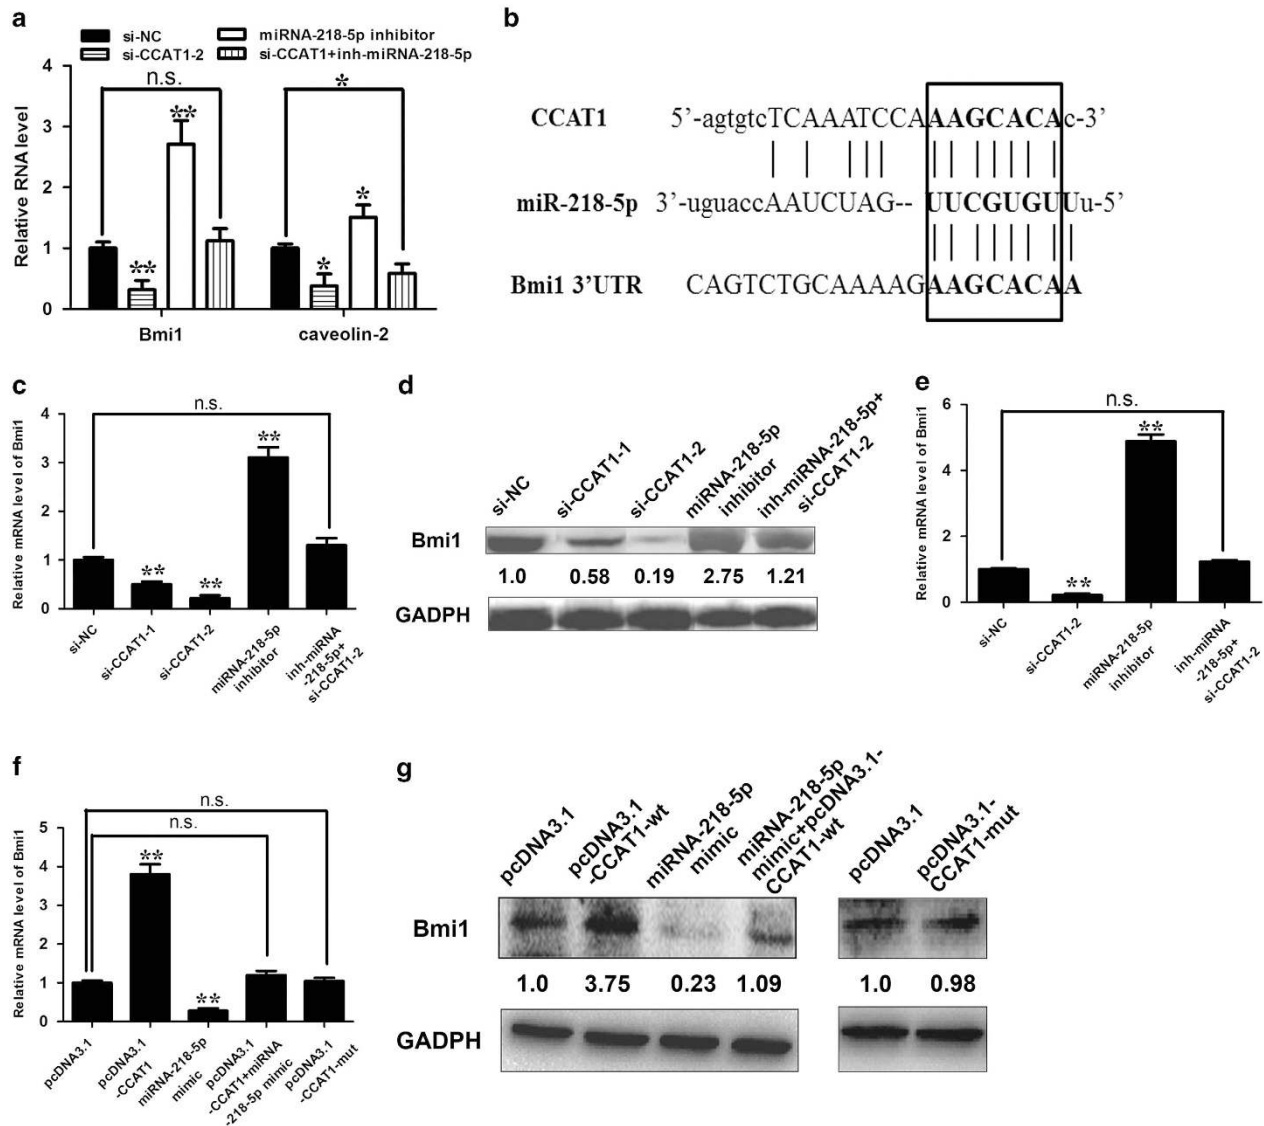 a
si-NC
miRNA-218-5p inhibitor
si-CCAT1-2
si-CCAT1+inh-miRNA-218-5p
Relative RNA level
4
3
2
1
0
n.s.
*
**
**
*
*
Bmi1
caveolin-2
b
CCAT1 5’-agtgtcTCAAATCCAAAGCACAc-3’
miR-218-5p 3’-uguaccAAUCUAG-- UUCGUGUUu-5’
Bmi1 3’UTR CAGTCTGCAAAAGAAGCACAA
c
Relative mRNA level of Bmi1
4
3
2
1
0
n.s.
**
**
**
si-NC
si-CCAT1-1
si-CCAT1-2
miRNA-218-5p
inhibitor
inh-miRNA
-218-5p+
si-CCAT1-2
d
si-NC
si-CCAT1-1
si-CCAT1-2
miRNA-218-5p
inhibitor
inh-miRNA-218-5p+
si-CCAT1-2
Bmi1
1.0 0.58 0.19 2.75 1.21
GADPH
e
Relative mRNA level of Bmi1
6
4
2
0
n.s.
**
**
si-NC
si-CCAT1-2
miRNA-218-5p
inhibitor
inh-miRNA
-218-5p+
si-CCAT1-2
f
Relative mRNA level of Bmi1
5
4
3
2
1
0
n.s.
n.s.
**
**
pcDNA3.1
pcDNA3.1
-CCAT1
miRNA-218-5p
mimic
pcDNA3.1
-CCAT1+miRNA
-218-5p mimic
pcDNA3.1
-CCAT1-mut
g
pcDNA3.1
pcDNA3.1
-CCAT1-wt
miRNA-218-5p
mimic
miRNA-218-5p
mimic+pcDNA3.1-
CCAT1-wt
pcDNA3.1
pcDNA3.1-
CCAT1-mut
Bmi1
1.0 3.75 0.23 1.09 1.0 0.98
GADPH